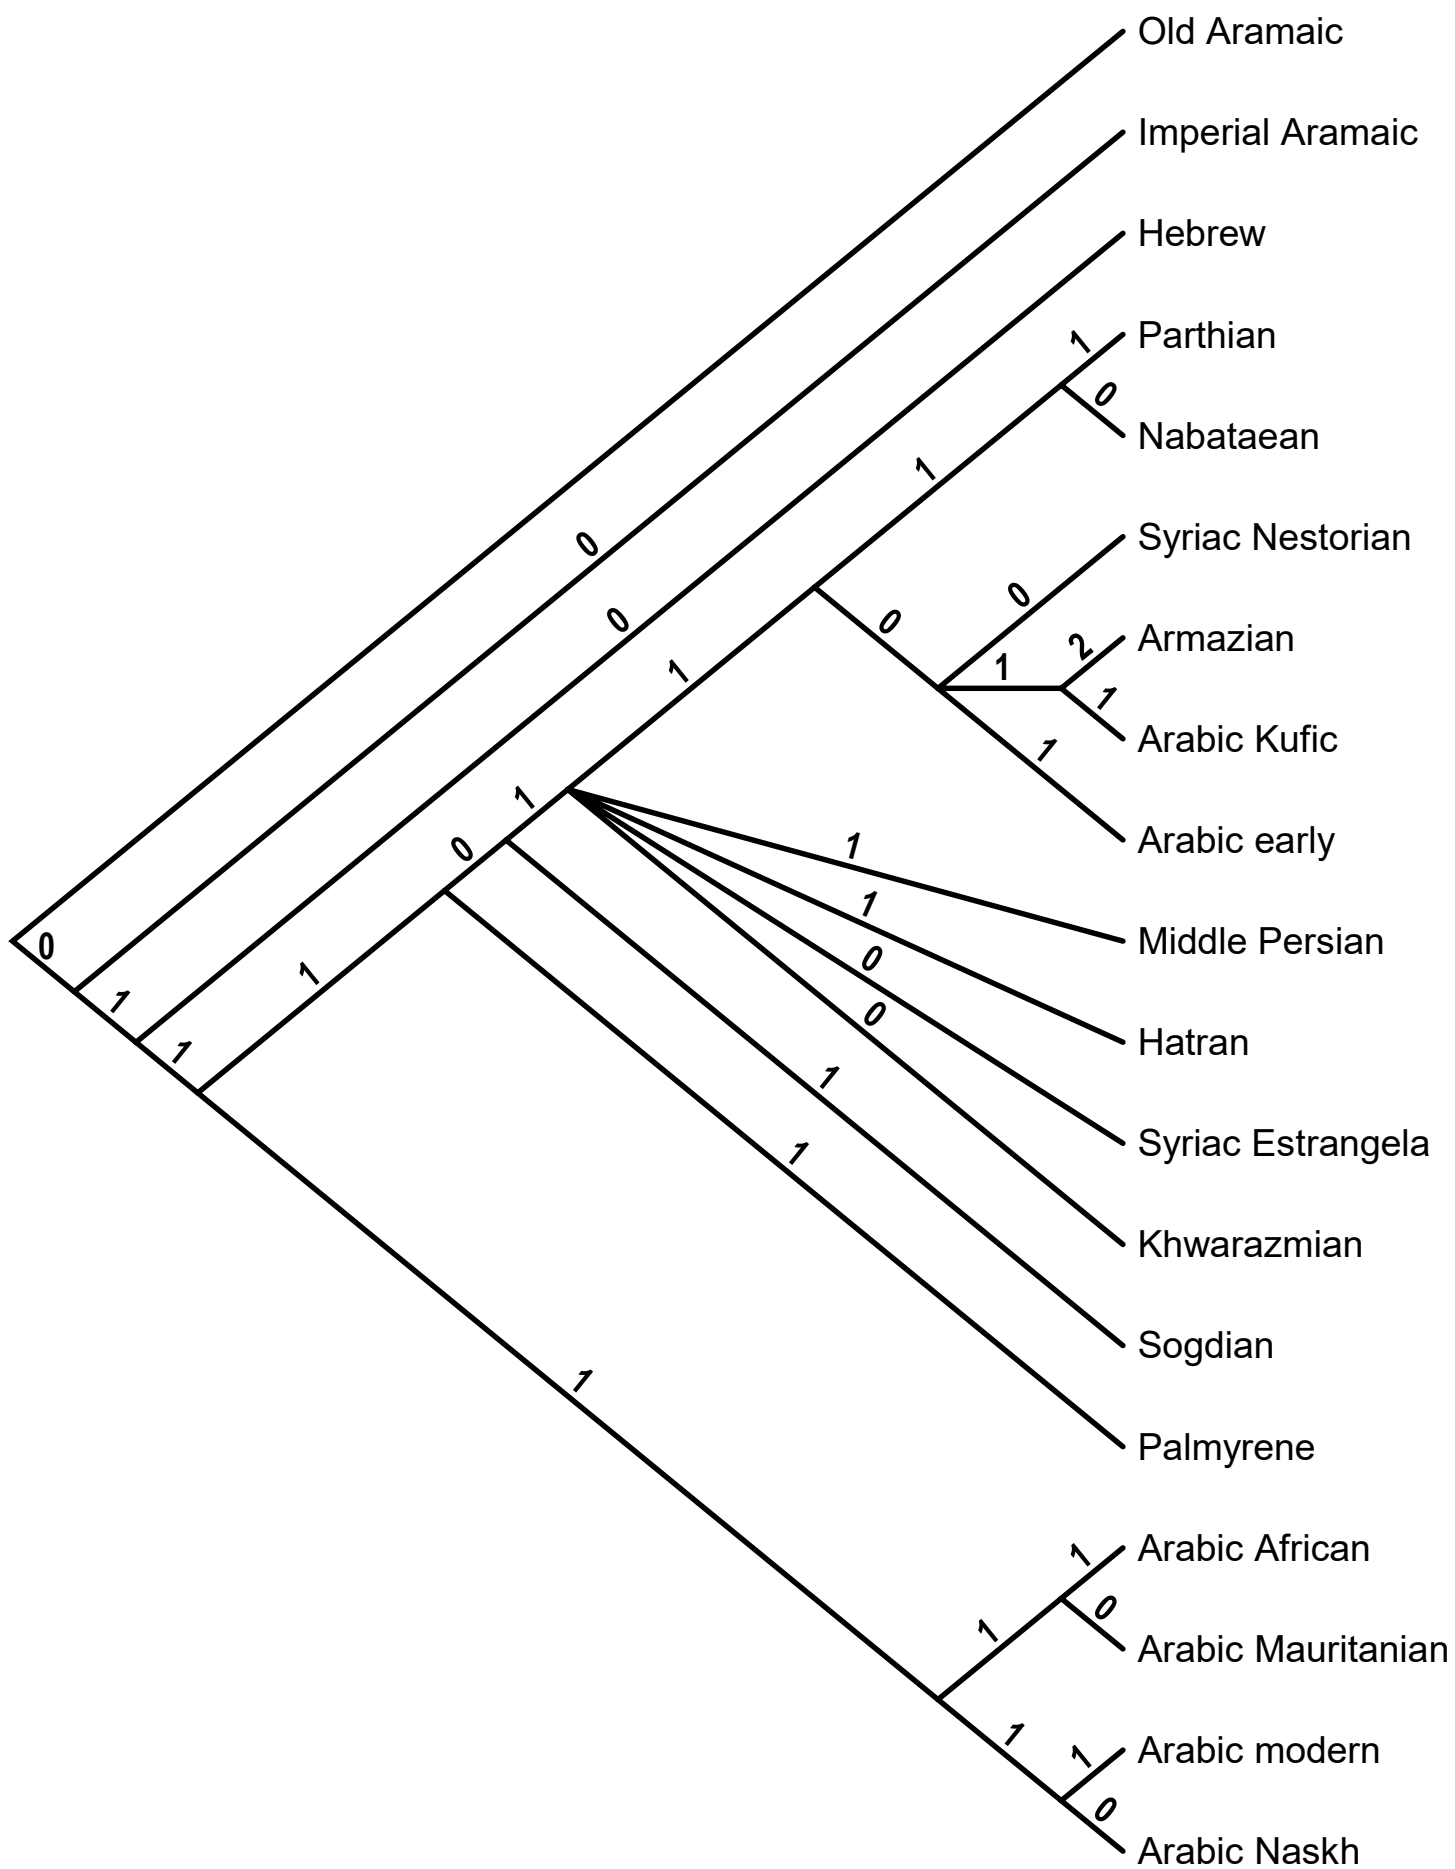 Old Aramaic
Imperial Aramaic
Hebrew
1 Parthian
0
Nabataean
1
Syriac Nestorian
0
0
0
0
2 Armazian
1
1
1
Arabic Kufic
1
1
0
Arabic early
1
1
0
0
Middle Persian
0
1
1
Hatran
1
1
Syriac Estrangela
1
Khwarazmian
Sogdian
1
Palmyrene
1 Arabic African
0
1
Arabic Mauritanian
1
1 Arabic modern
0
Arabic Naskh